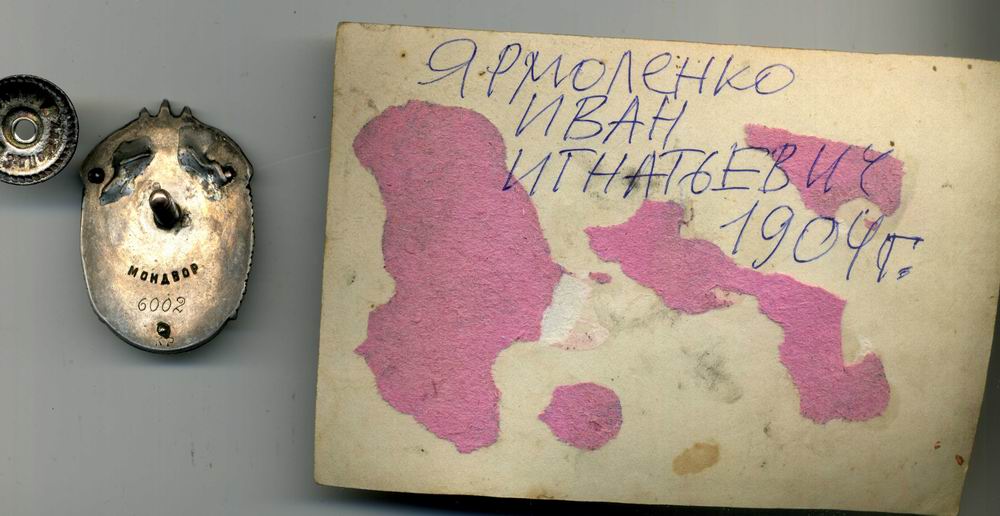 МОНДВОР
6002
ЯРМОЛЕНКО
ИВАН
ИГНАТЬЕВИЧ
1904г.